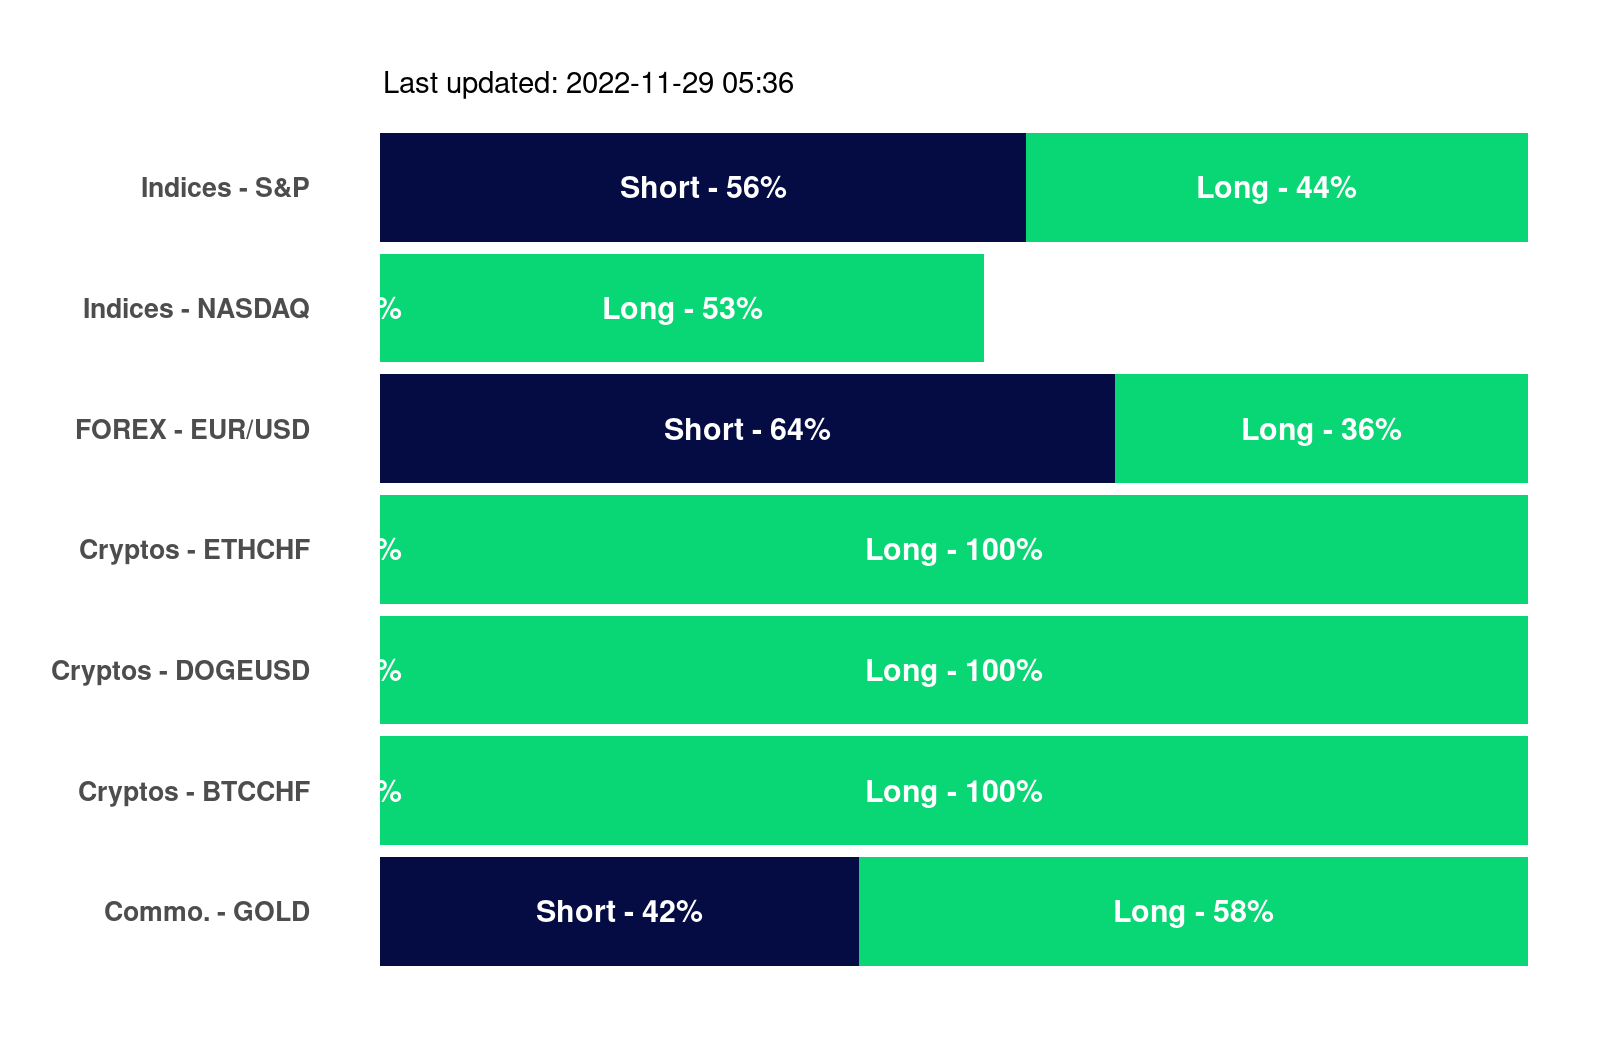 Last updated: 2022-11-29 05:36
Indices - S&P Short - 56% Long - 44%
Indices - NASDAQ % Long - 53%
FOREX - EUR/USD Short - 64% Long - 36%
Cryptos - ETHCHF % Long - 100%
Cryptos - DOGEUSD % Long - 100%
Cryptos - BTCCHF % Long - 100%
Commo. - GOLD Short - 42% Long - 58%